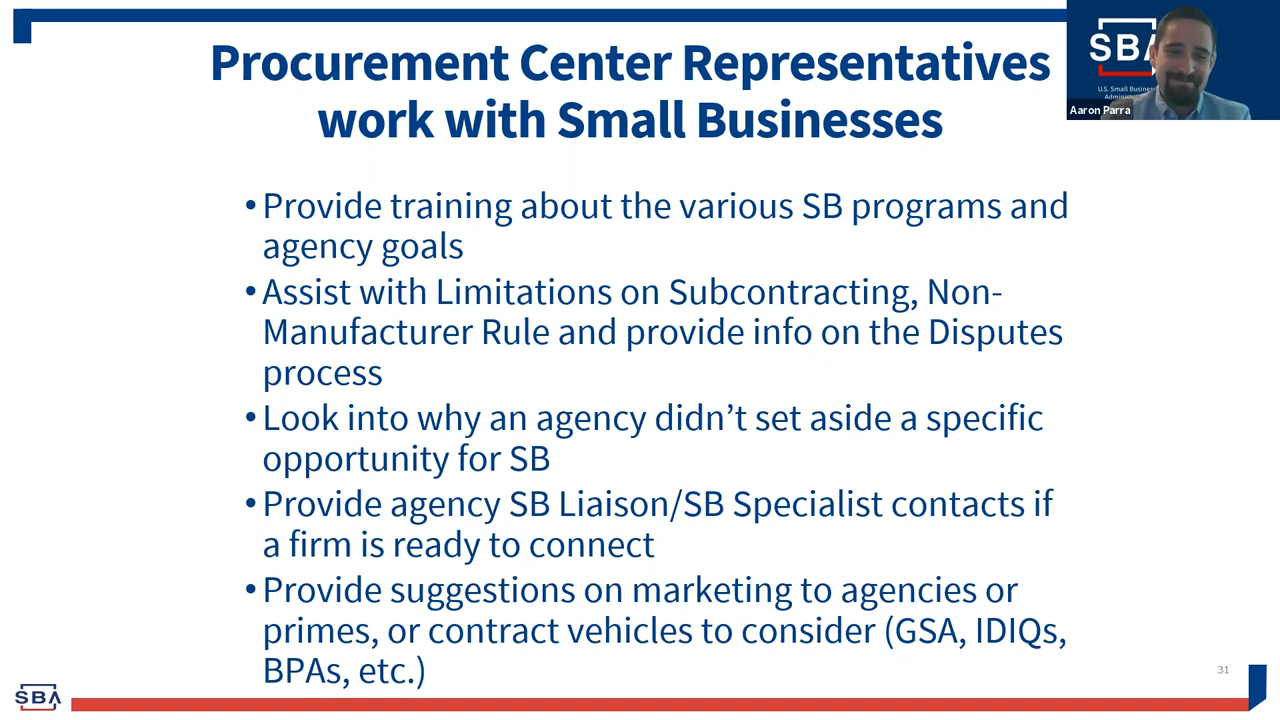 Procurement Center Representatives
work with Small Businesses
SBA
U.S. Small Business
Aaron Parra
•Provide training about the various SB programs and
agency goals
•Assist with Limitations on Subcontracting, Non-
Manufacturer Rule and provide info on the Disputes
process
•Look into why an agency didn’t set aside a specific
opportunity for SB
•Provide agency SB Liaison/SB Specialist contacts if
a firm is ready to connect
•Provide suggestions on marketing to agencies or
primes, or contract vehicles to consider (GSA, IDIQs,
BPAs, etc.)
31
SBA